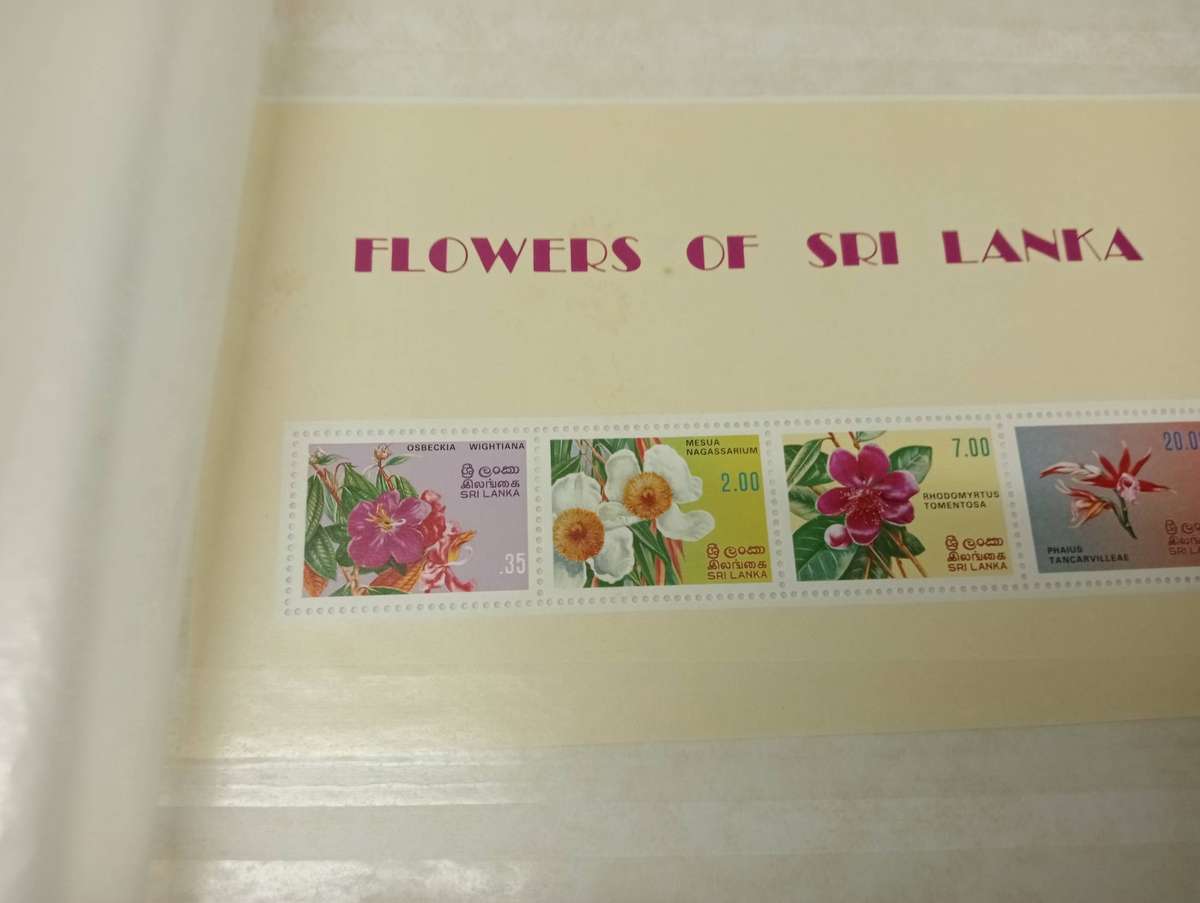 FLOWERS OF SRI LANKA
OSBECKIA WIGHTIANA
ශ්‍රී ලංකා
இலங்கை
SRI LANKA
.35
MESUA
NAGASSARIUM
2.00
ශ්‍රී ලංකා
இலங்கை
SRI LANKA
7.00
RHODOMYRTUS
TOMENTOSA
ශ්‍රී ලංකා
இலங்கை
SRI LANKA
PHAIUS
TANCARVILLEAE